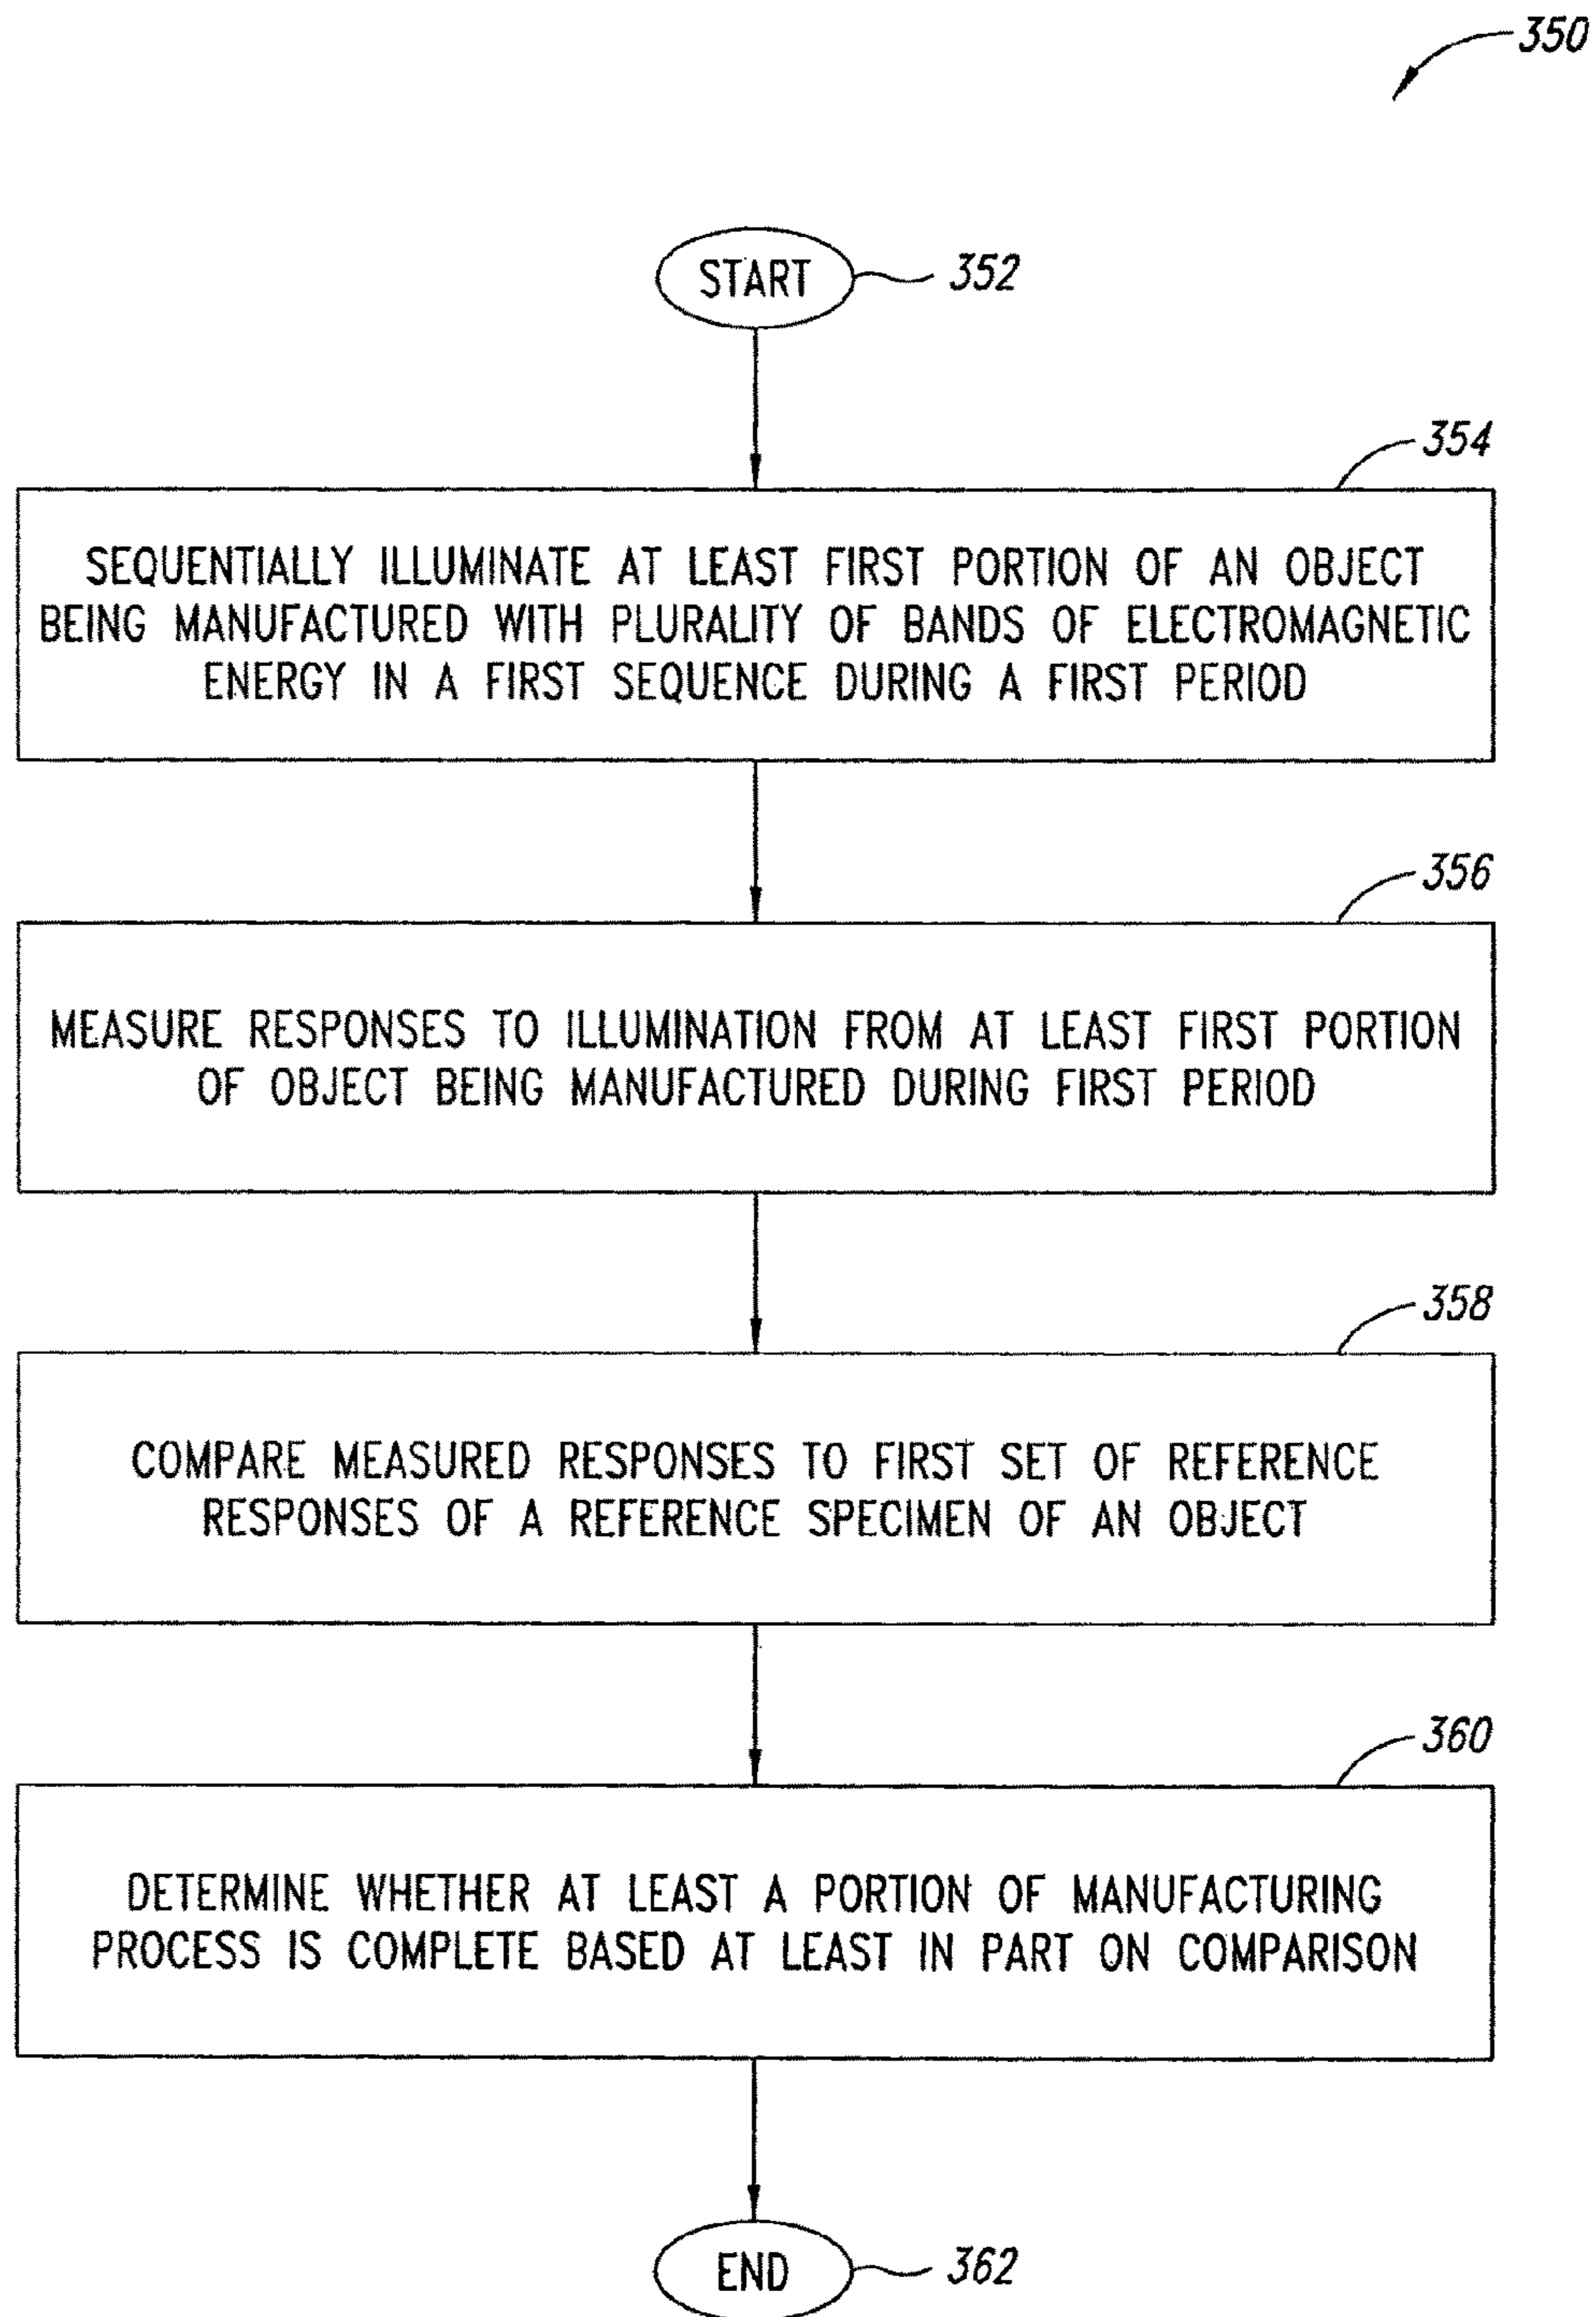 350
START
352
354
SEQUENTIALLY ILLUMINATE AT LEAST FIRST PORTION OF AN OBJECT
BEING MANUFACTURED WITH PLURALITY OF BANDS OF ELECTROMAGNETIC
ENERGY IN A FIRST SEQUENCE DURING A FIRST PERIOD
356
MEASURE RESPONSES TO ILLUMINATION FROM AT LEAST FIRST PORTION
OF OBJECT BEING MANUFACTURED DURING FIRST PERIOD
358
COMPARE MEASURED RESPONSES TO FIRST SET OF REFERENCE
RESPONSES OF A REFERENCE SPECIMEN OF AN OBJECT
360
DETERMINE WHETHER AT LEAST A PORTION OF MANUFACTURING
PROCESS IS COMPLETE BASED AT LEAST IN PART ON COMPARISON
END
362